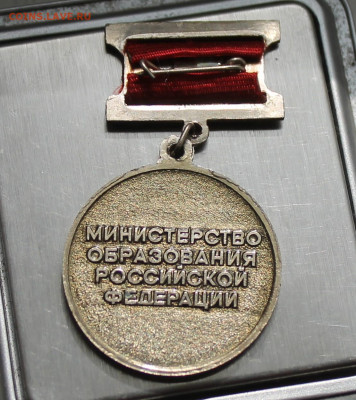 МИНИСТЕРСТВО
ОБРАЗОВАНИЯ
РОССИЙСКОЙ
ФЕДЕРАЦИИ